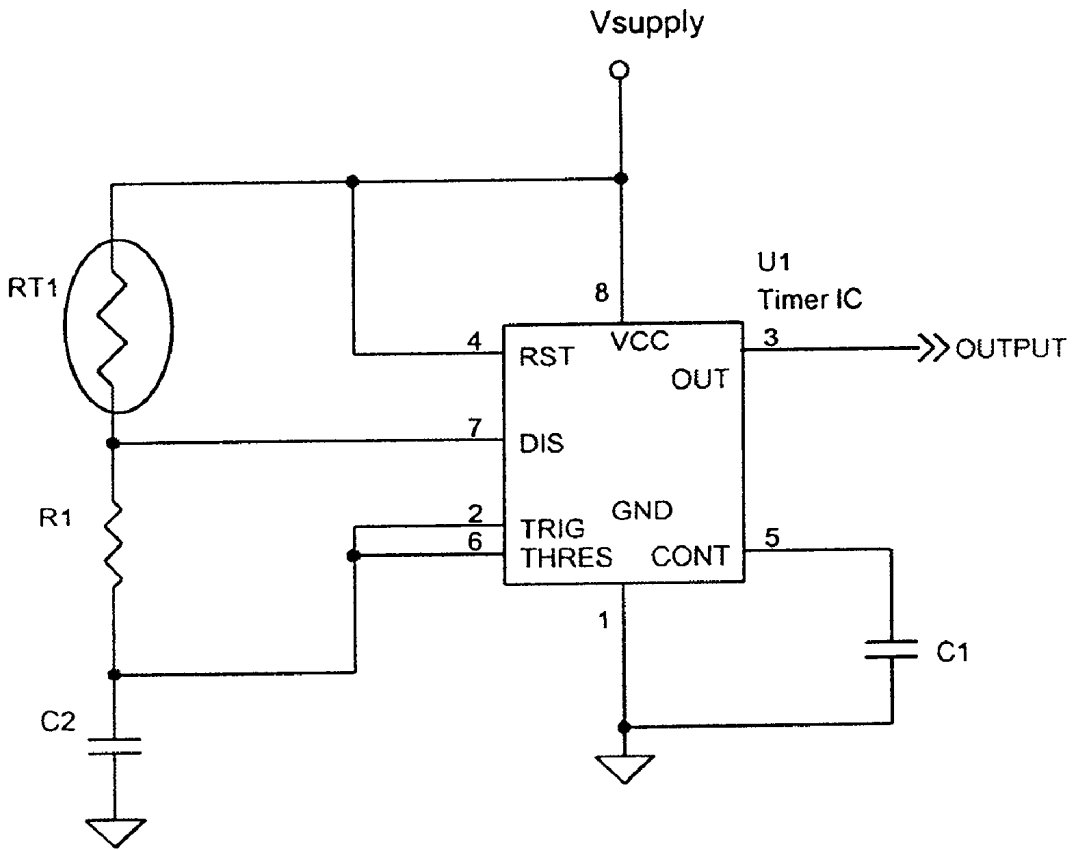 Vsupply
RT1
U1
Timer IC
8
4
VCC
3
RST
OUT
OUTPUT
7
DIS
R1
2
GND
TRIG
6
THRES
CONT
5
1
C1
C2